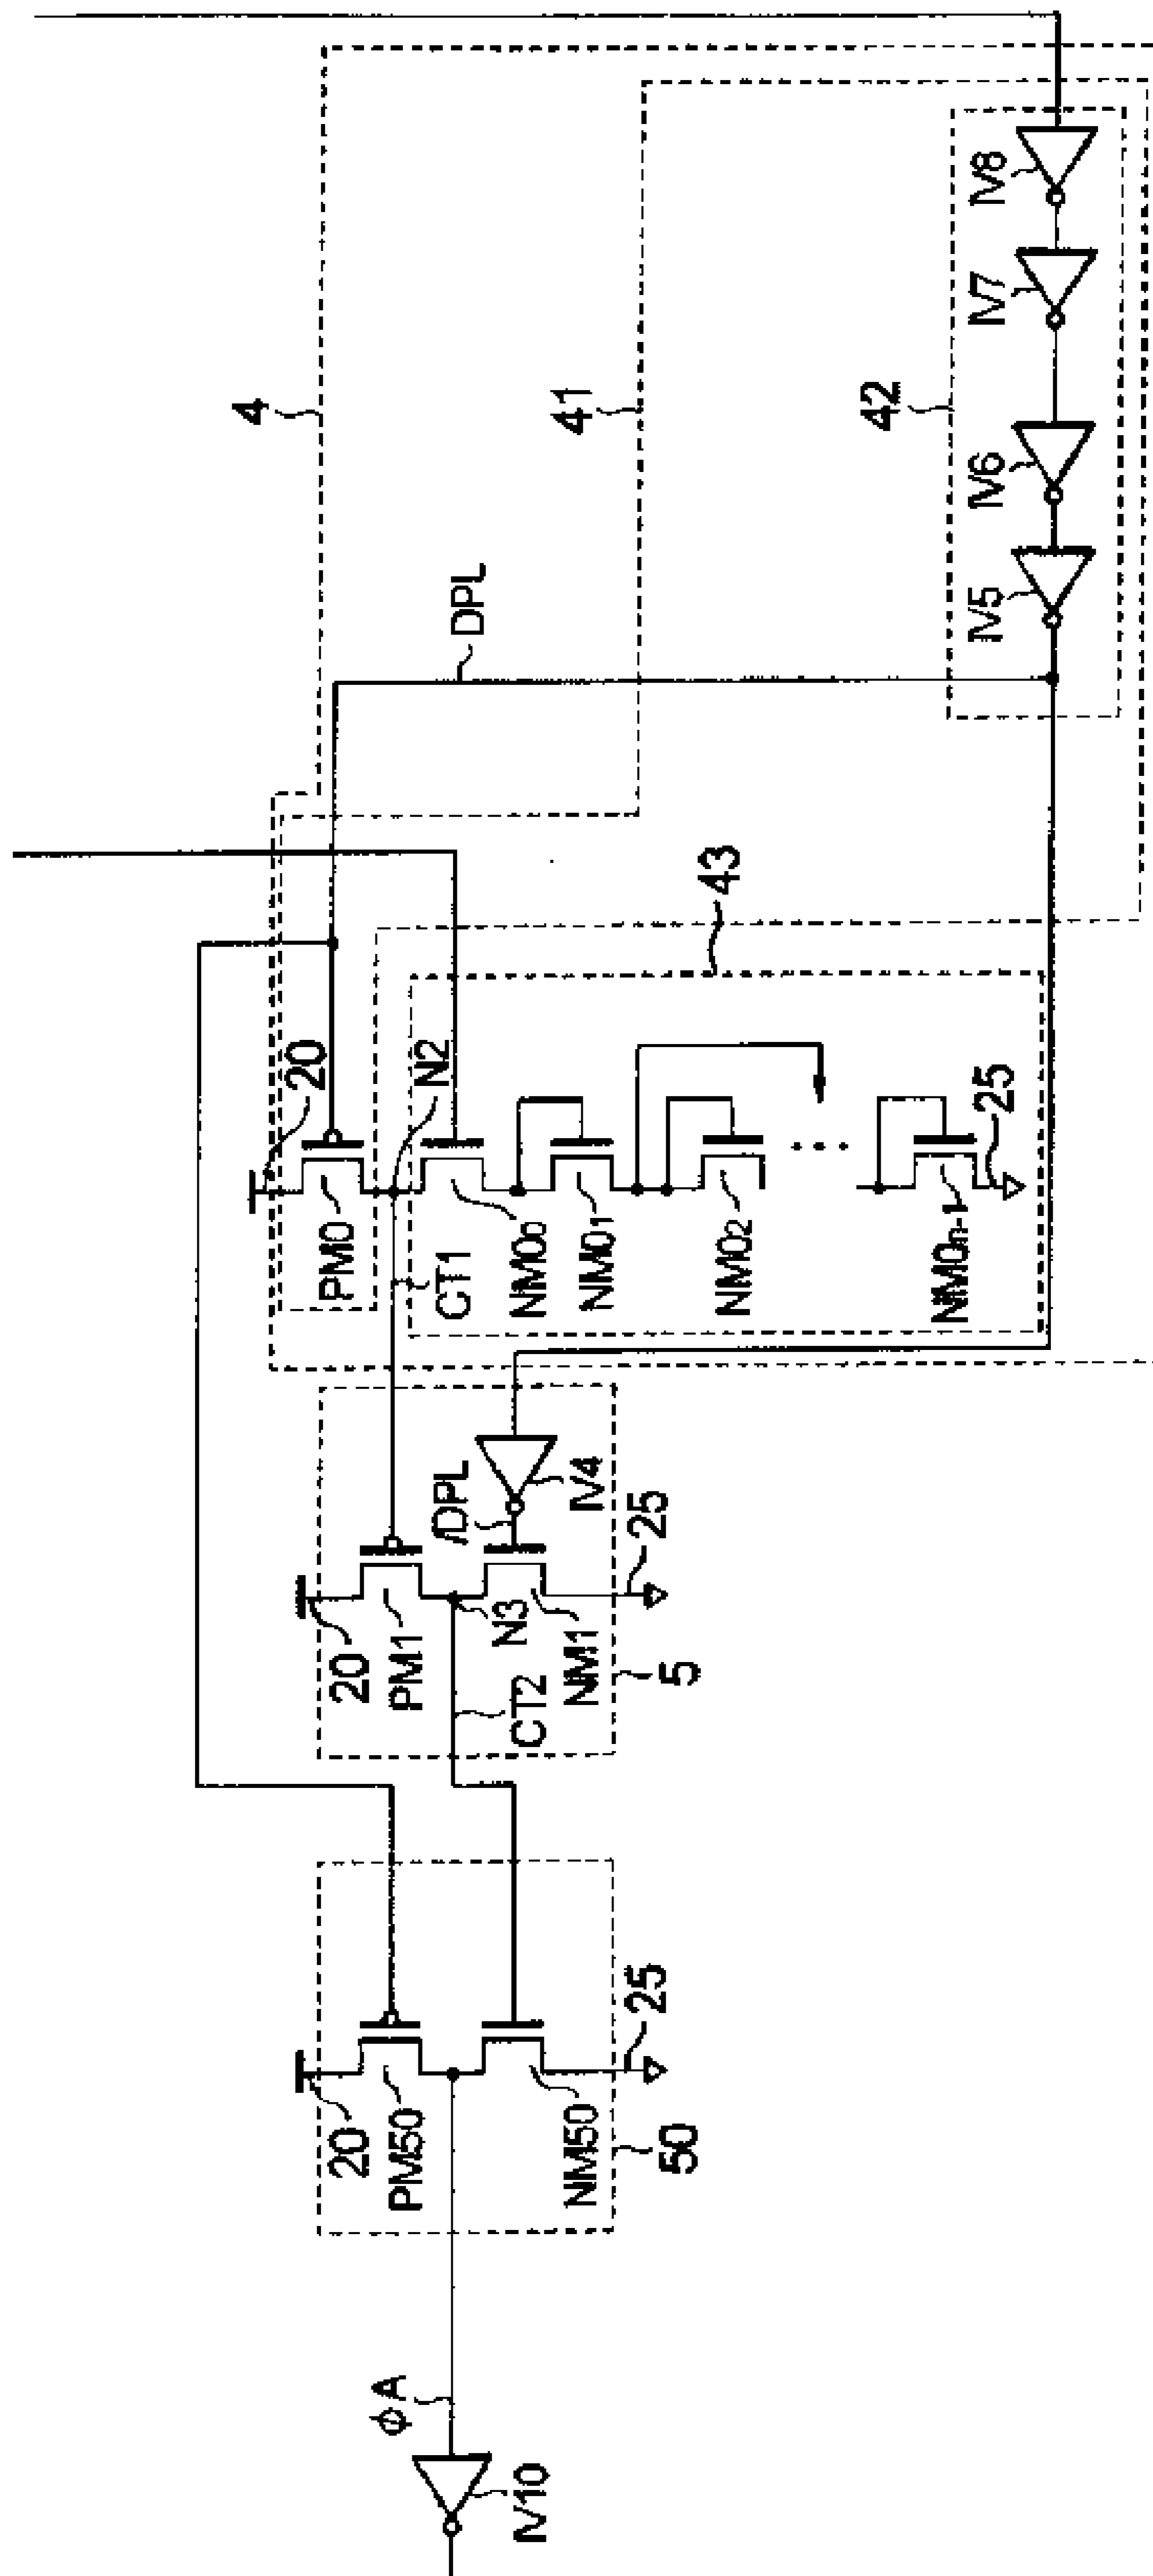 4
41
42
IV8
IV7
IV6
IV5
DPL
43
20
PM0
N2
CT1
NM0₀
NM0₁
NM0₂
NM0ₙ₋₁
25
20
PM1
/DPL
IV4
N3
CT2
NM1
25
5
20
PM50
NM50
25
50
ϕA
IV10